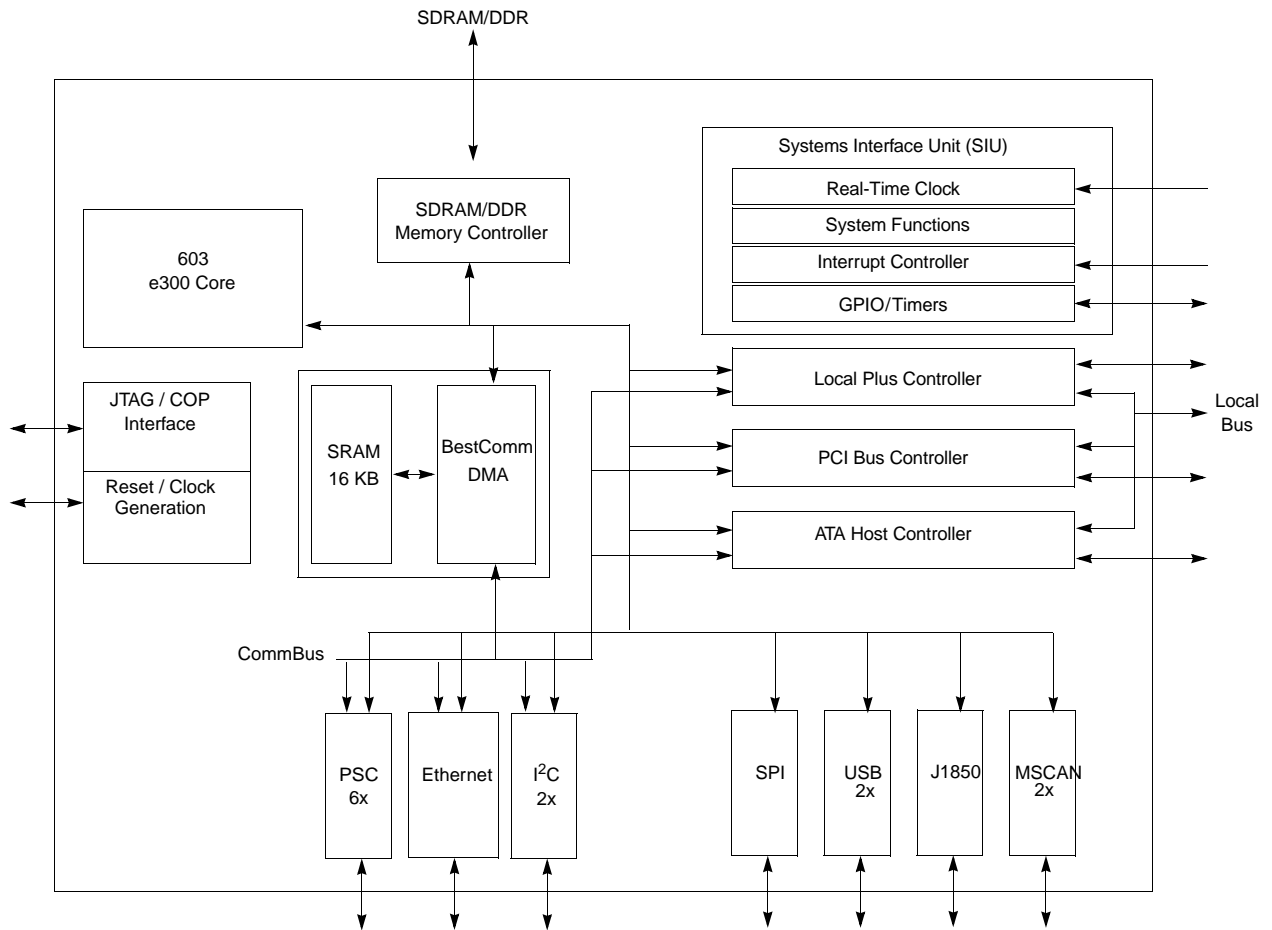 SDRAM/DDR
Systems Interface Unit (SIU)
Real-Time Clock
System Functions
Interrupt Controller
GPIO/Timers
SDRAM/DDR
Memory Controller
603
e300 Core
Local Plus Controller
Local
Bus
JTAG / COP
Interface
Reset / Clock
Generation
SRAM
16 KB
BestComm
DMA
PCI Bus Controller
ATA Host Controller
CommBus
PSC
6x
Ethernet
I²C
2x
SPI
USB
2x
J1850
MSCAN
2x